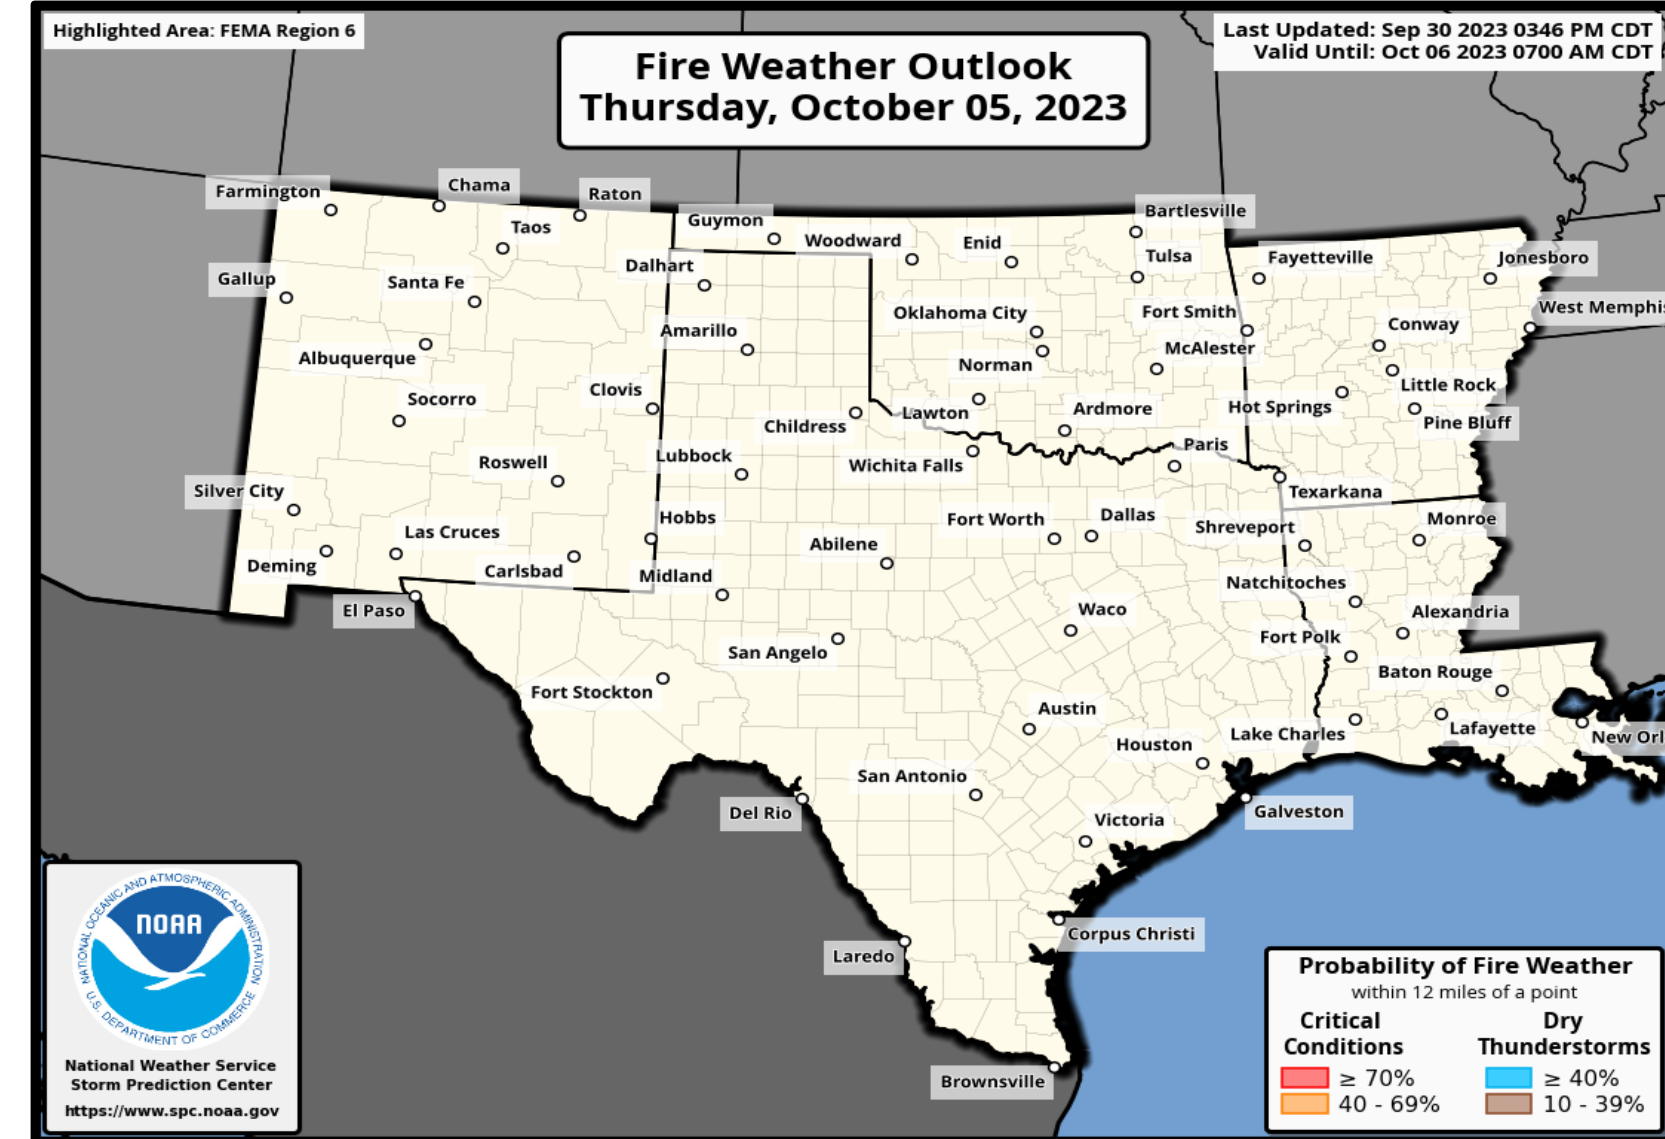 Highlighted Area: FEMA Region 6
Last Updated: Sep 30 2023 0346 PM CDT
Valid Until: Oct 06 2023 0700 AM CDT
Fire Weather Outlook
Thursday, October 05, 2023
Farmington
Chama
Raton
Taos
Guymon
Woodward
Enid
Bartlesville
Tulsa
Fayetteville
Jonesboro
Gallup
Santa Fe
Dalhart
Oklahoma City
Fort Smith
West Memphis
Albuquerque
Amarillo
Norman
McAlester
Conway
Socorro
Clovis
Childress
Lawton
Ardmore
Hot Springs
Little Rock
Pine Bluff
Roswell
Lubbock
Wichita Falls
Paris
Silver City
Texarkana
Las Cruces
Hobbs
Fort Worth
Dallas
Shreveport
Monroe
Deming
Carlsbad
Midland
Abilene
Natchitoches
El Paso
Waco
Alexandria
San Angelo
Fort Polk
Fort Stockton
Baton Rouge
Austin
Lake Charles
Lafayette
New Orl
Houston
San Antonio
Del Rio
Victoria
Galveston
Corpus Christi
Laredo
Brownsville
NATIONAL OCEANIC AND ATMOSPHERIC ADMINISTRATION
NOAA
U.S. DEPARTMENT OF COMMERCE
National Weather Service
Storm Prediction Center
https://www.spc.noaa.gov
Probability of Fire Weather
within 12 miles of a point
Critical Conditions
Dry Thunderstorms
≥ 70%
≥ 40%
40 - 69%
10 - 39%